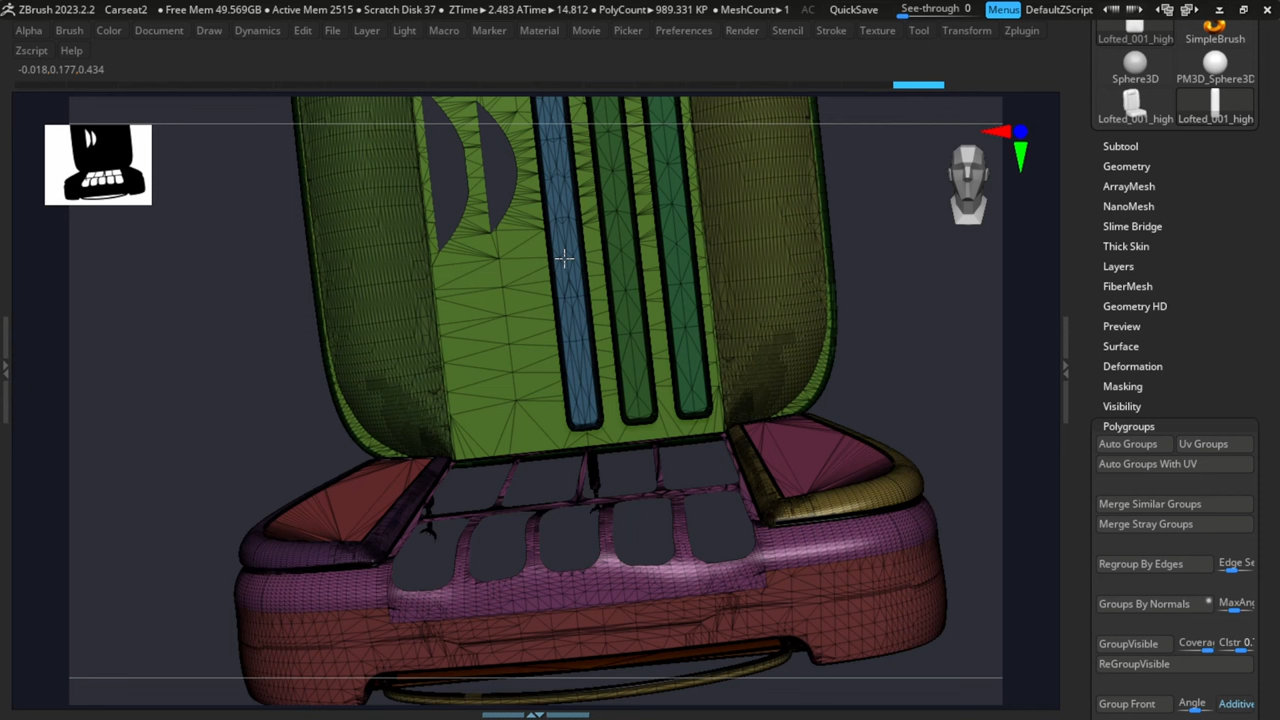 ZBrush 2023.2.2 Carseat2 • Free Mem 49.569GB • Active Mem 2515 • Scratch Disk 37 • ZTime▸2.483 ATime▸14.812 • PolyCount▸989.331 KP • MeshCount▸1 AC QuickSave See-through 0 Menus DefaultZScript
Alpha Brush Color Document Draw Dynamics Edit File Layer Light Macro Marker Material Movie Picker Preferences Render Stencil Stroke Texture Tool Transform Zplugin
Zscript Help
-0.018,0.177,0.434
Lofted_001_high SimpleBrush
Sphere3D PM3D_Sphere3D
Lofted_001_high Lofted_001_high
Subtool
Geometry
ArrayMesh
NanoMesh
Slime Bridge
Thick Skin
Layers
FiberMesh
Geometry HD
Preview
Surface
Deformation
Masking
Visibility
Polygroups
Auto Groups Uv Groups
Auto Groups With UV
Merge Similar Groups
Merge Stray Groups
Regroup By Edges Edge Se
Groups By Normals MaxAng
GroupVisible Covera Clstr 0.
ReGroupVisible
Group Front Angle Additive